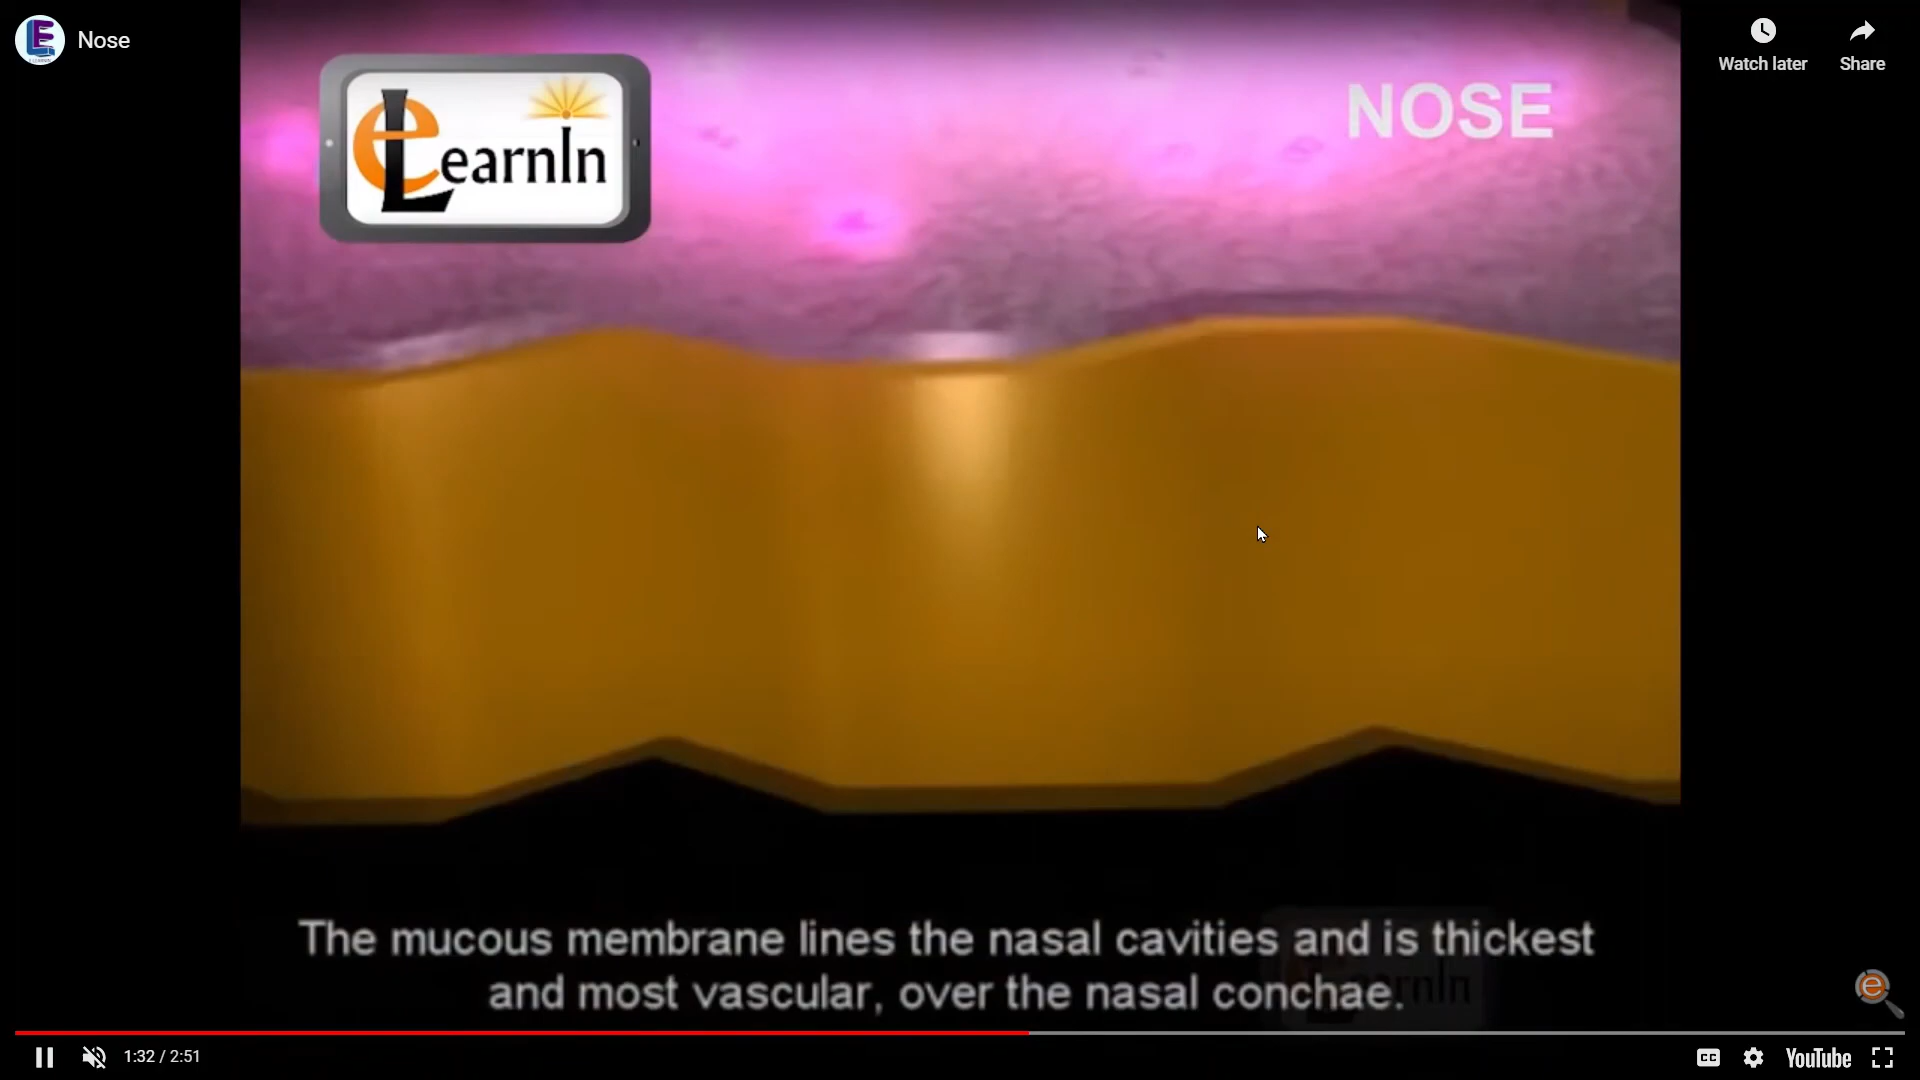 Nose
Watch later
Share
eLearnIn
NOSE
The mucous membrane lines the nasal cavities and is thickest
and most vascular, over the nasal conchae.
1:32 / 2:51
CC
YouTube